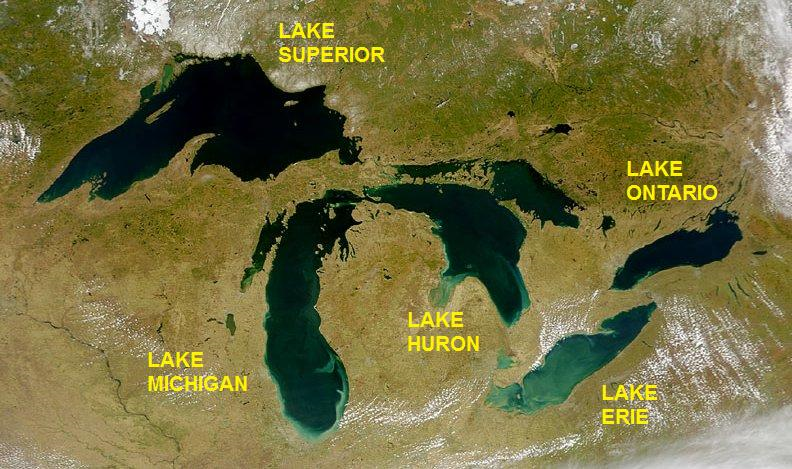 LAKE
SUPERIOR
LAKE
ONTARIO
LAKE
HURON
LAKE
MICHIGAN
LAKE
ERIE